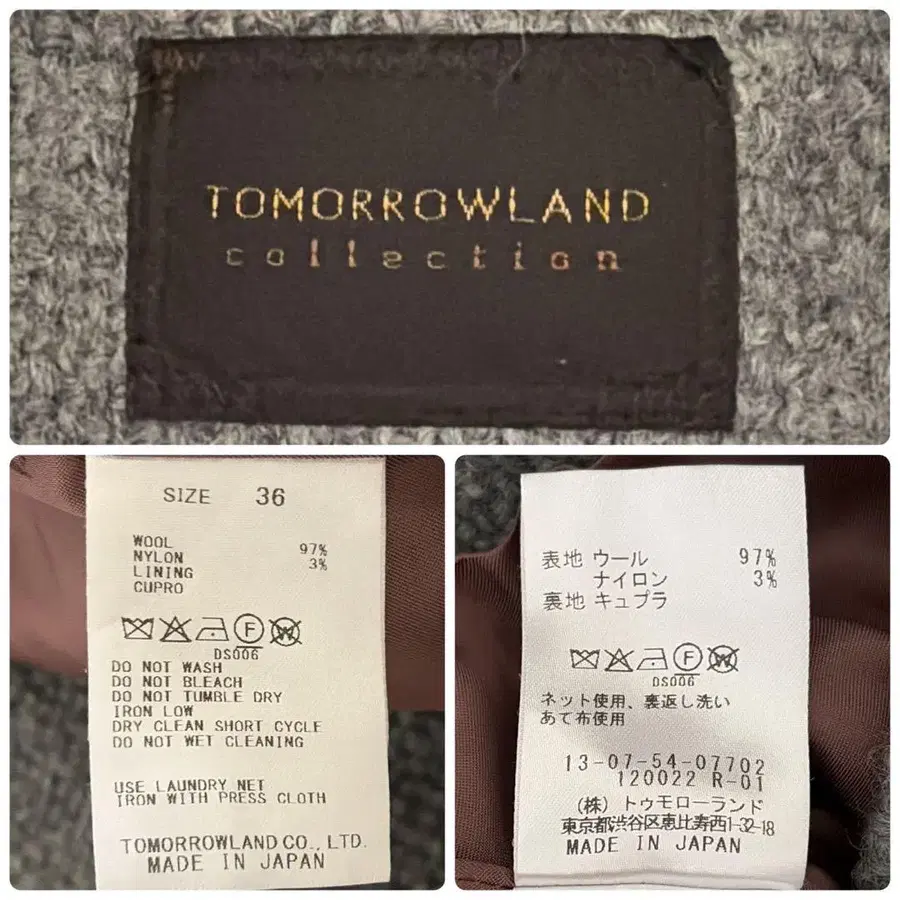 TOMORROWLAND
collection
SIZE 36
WOOL 97%
NYLON 3%
LINING
CUPRO
F W
DS006
DO NOT WASH
DO NOT BLEACH
DO NOT TUMBLE DRY
IRON LOW
DRY CLEAN SHORT CYCLE
DO NOT WET CLEANING
USE LAUNDRY NET
IRON WITH PRESS CLOTH
TOMORROWLAND CO., LTD.
MADE IN JAPAN
表地 ウール 97%
ナイロン 3%
裏地 キュプラ
F W
DS006
ネット使用、裏返し洗い
あて布使用
13-07-54-07702
120022 R-01
(株) トゥモローランド
東京都渋谷区恵比寿西1-32-18
MADE IN JAPAN